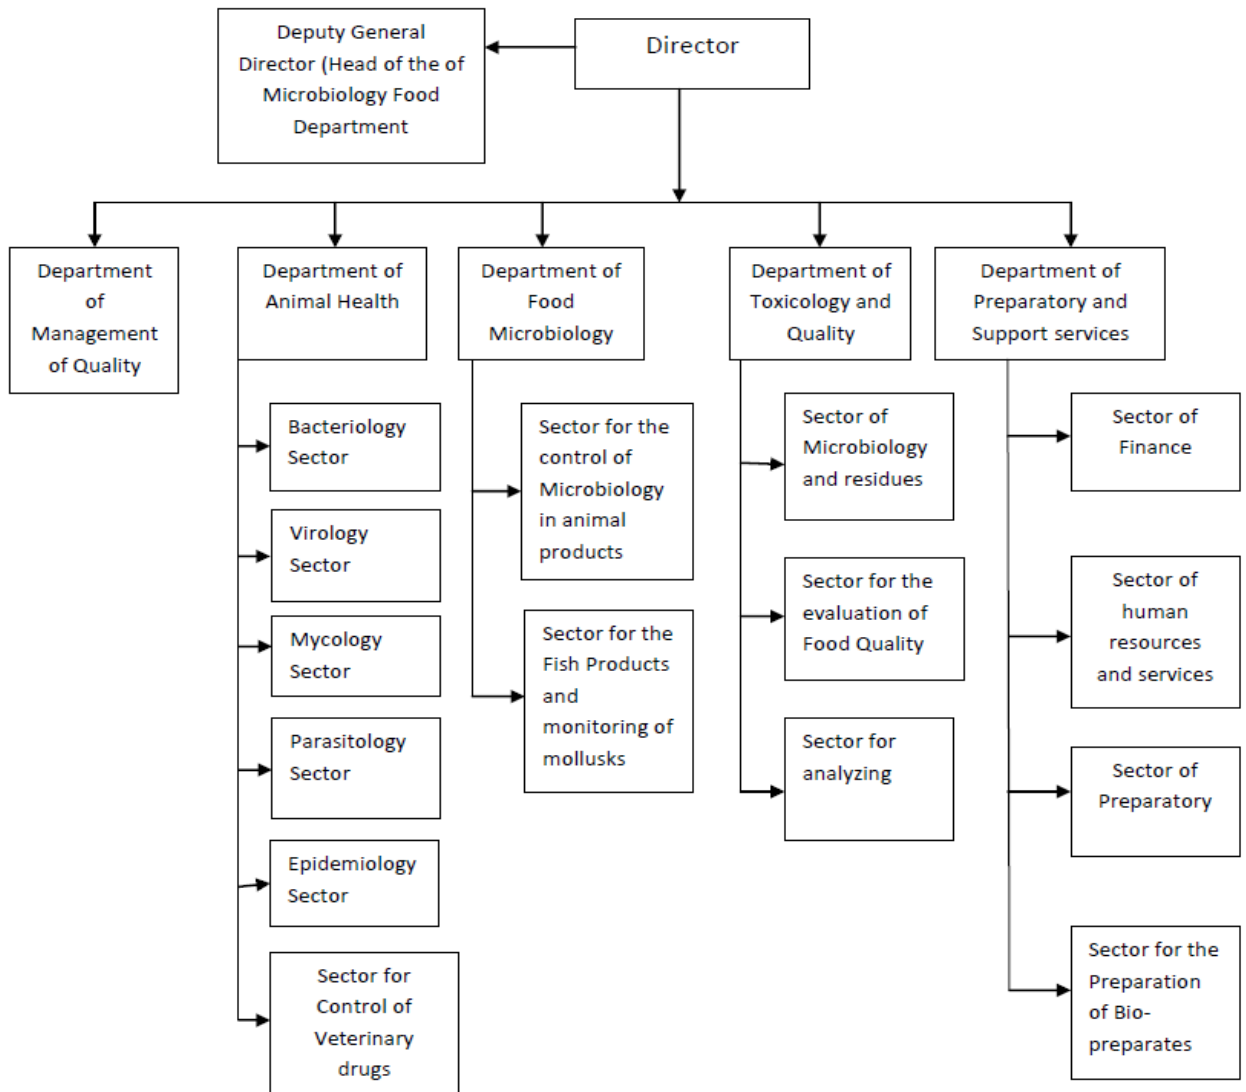 Deputy General
Director (Head of the of
Microbiology Food
Department
Director
Department
of
Management
of Quality
Department of
Animal Health
Department of
Food
Microbiology
Department of
Toxicology and
Quality
Department of
Preparatory and
Support services
Bacteriology
Sector
Virology
Sector
Mycology
Sector
Parasitology
Sector
Epidemiology
Sector
Sector for
Control of
Veterinary
drugs
Sector for the
control of
Microbiology
in animal
products
Sector for the
Fish Products
and
monitoring of
mollusks
Sector of
Microbiology
and residues
Sector for the
evaluation of
Food Quality
Sector for
analyzing
Sector of
Finance
Sector of
human
resources
and services
Sector of
Preparatory
Sector for the
Preparation
of Bio-
preparates